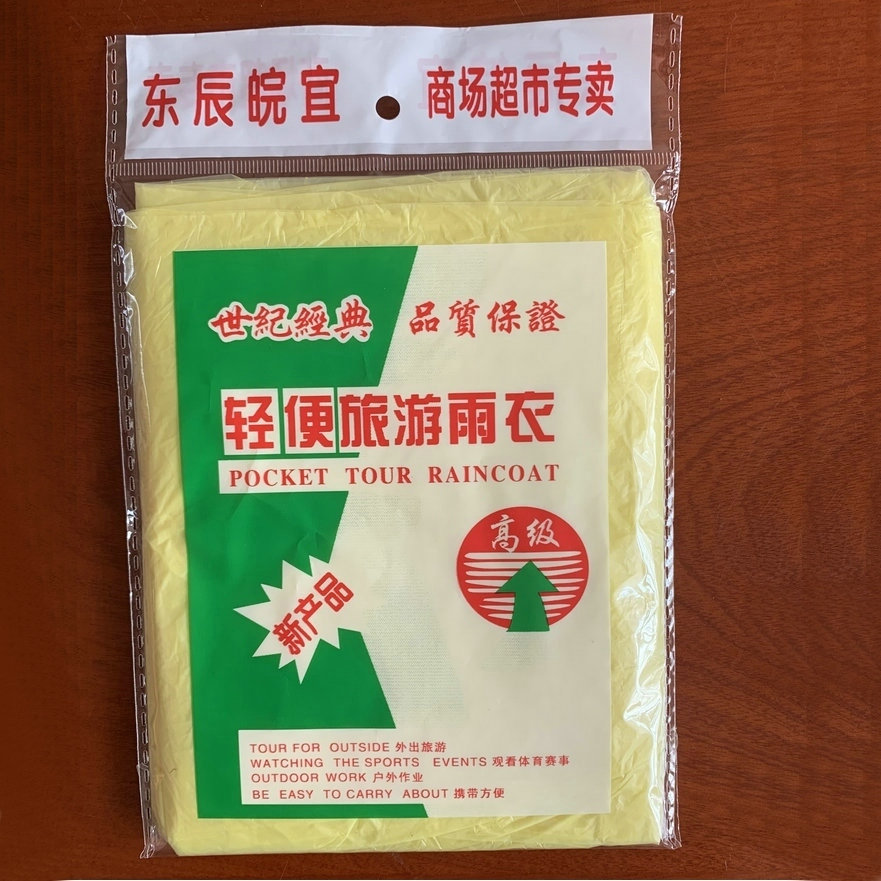 东辰皖宜 商场超市专卖
世纪經典 品質保證
轻便旅游雨衣
POCKET TOUR RAINCOAT
高级
新产品
TOUR FOR OUTSIDE 外出旅游
WATCHING THE SPORTS EVENTS 观看体育赛事
OUTDOOR WORK 户外作业
BE EASY TO CARRY ABOUT 携带方便